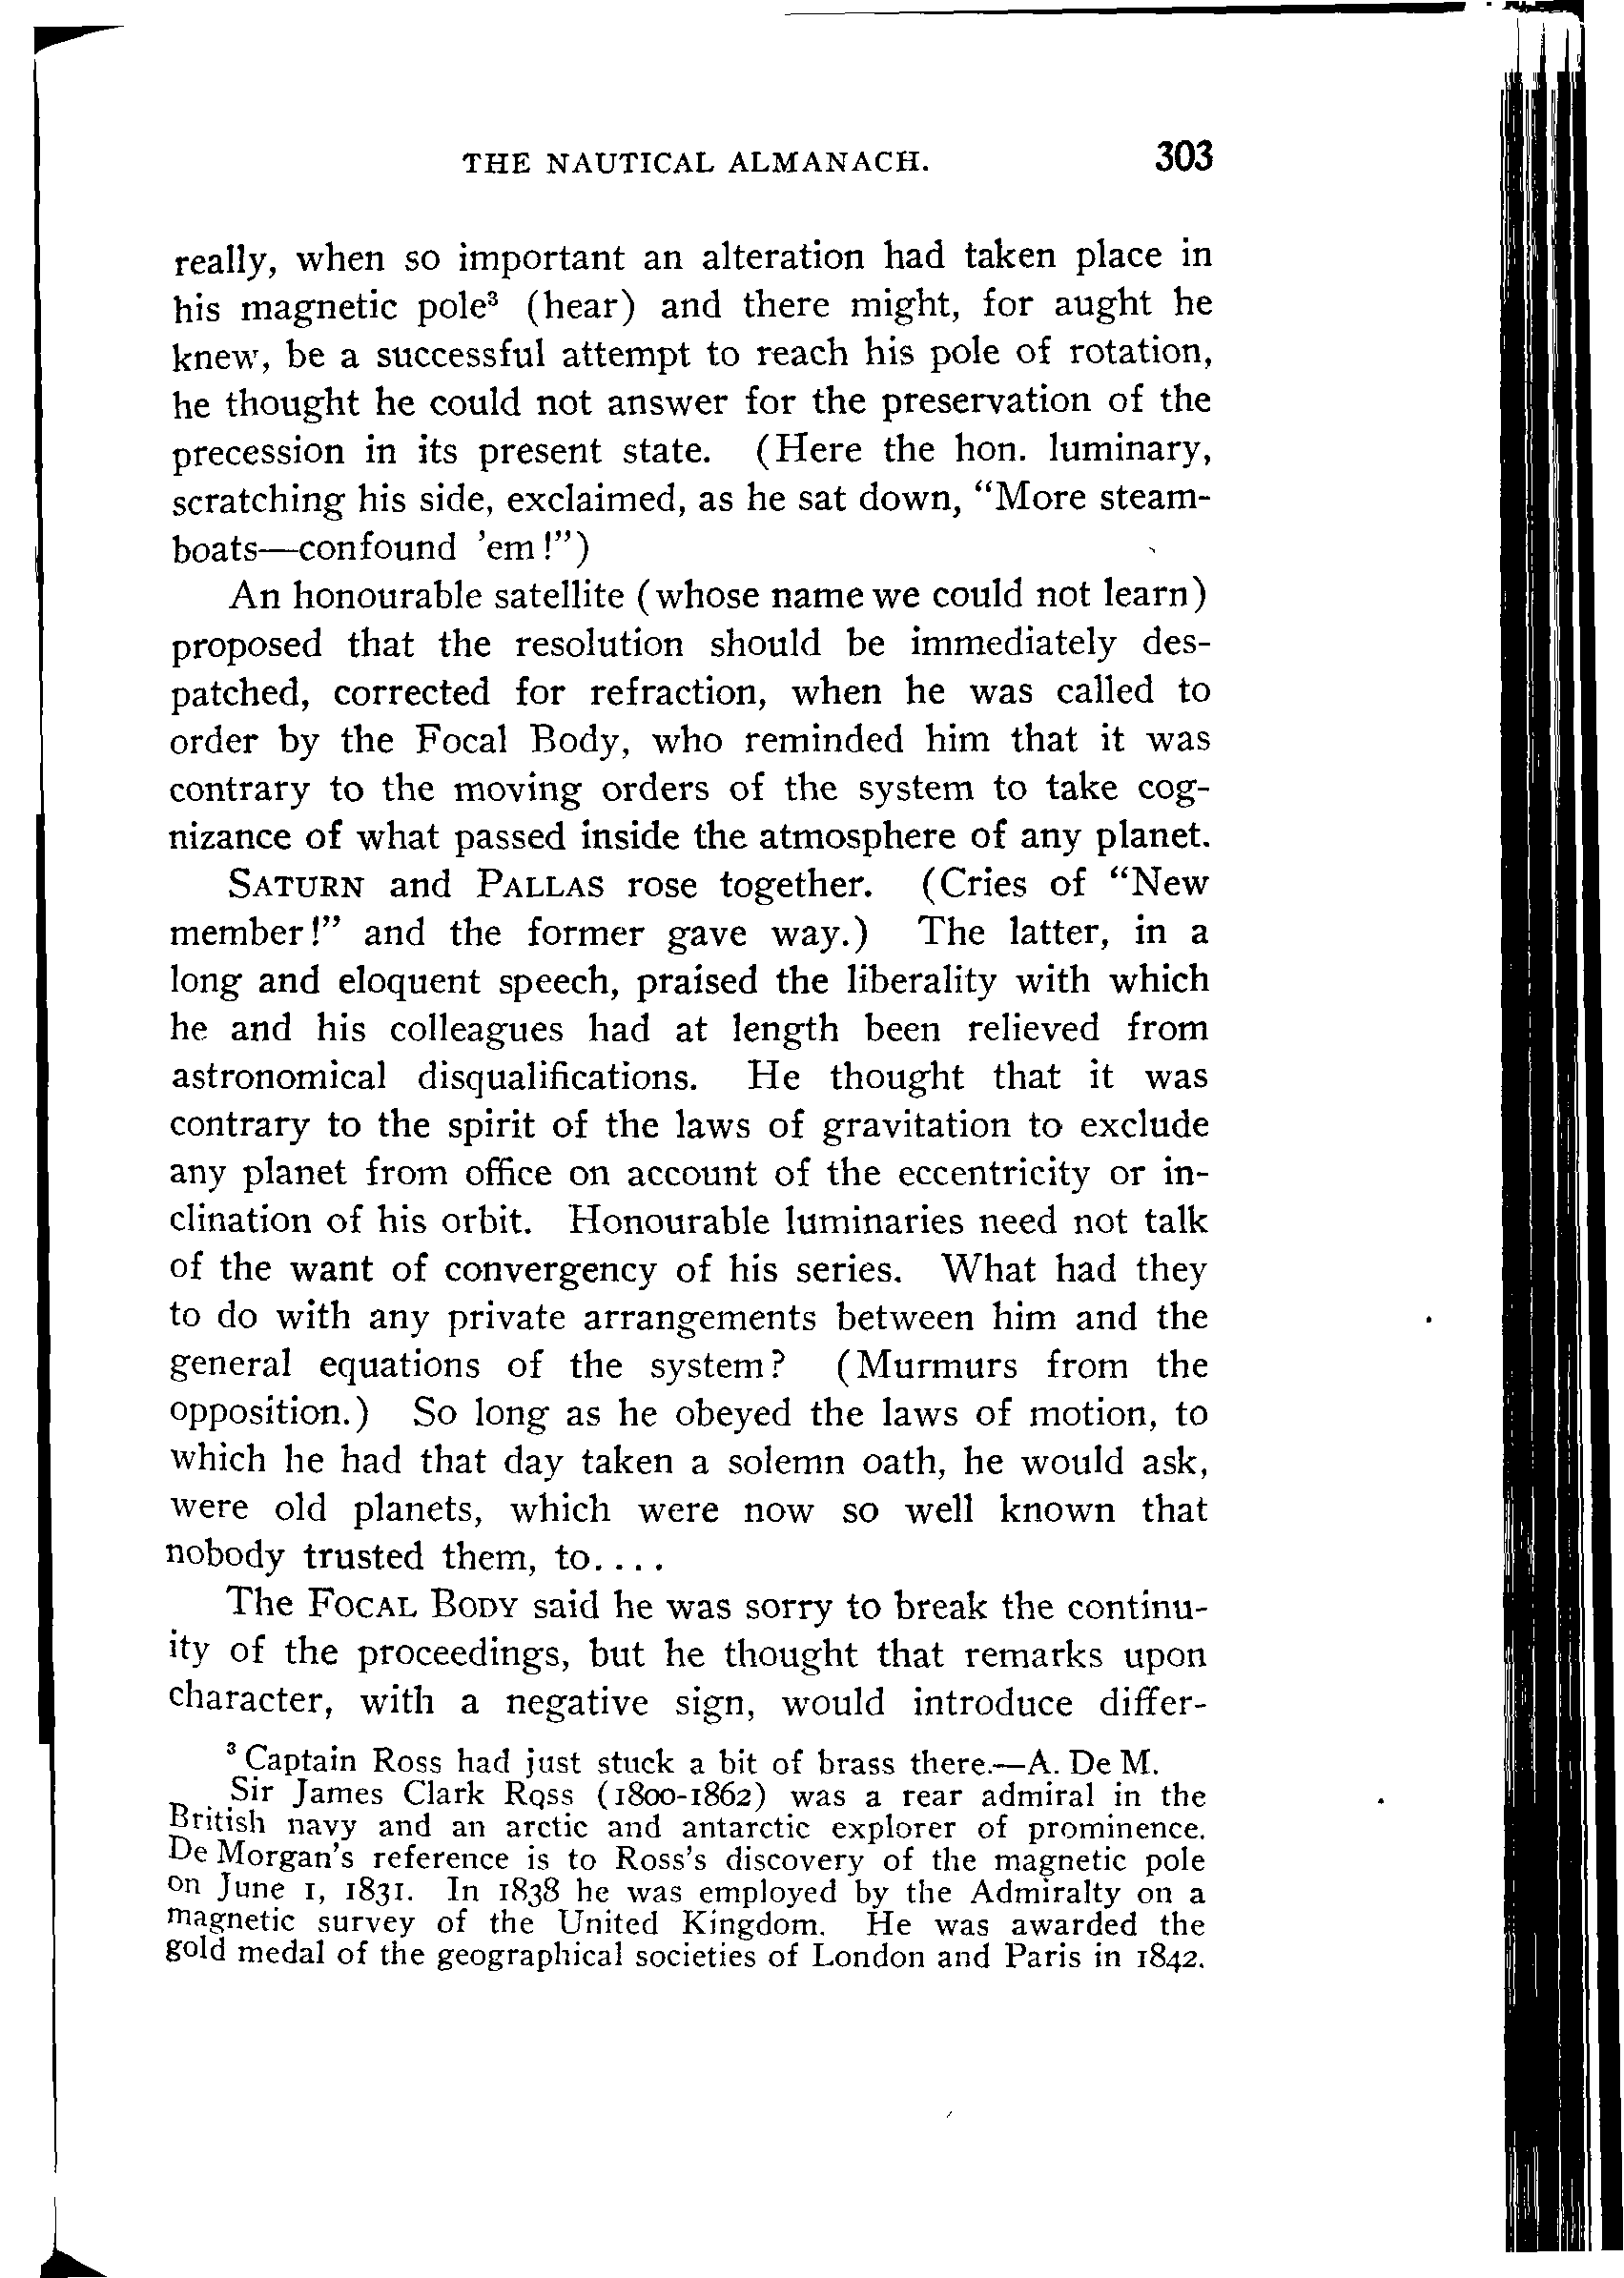 THE NAUTICAL ALMANACH. 303
really, when so important an alteration had taken place in
his magnetic pole³ (hear) and there might, for aught he
knew, be a successful attempt to reach his pole of rotation,
he thought he could not answer for the preservation of the
precession in its present state. (Here the hon. luminary,
scratching his side, exclaimed, as he sat down, “More steam-
boats—confound ’em!”)
An honourable satellite (whose name we could not learn)
proposed that the resolution should be immediately des-
patched, corrected for refraction, when he was called to
order by the Focal Body, who reminded him that it was
contrary to the moving orders of the system to take cog-
nizance of what passed inside the atmosphere of any planet.
SATURN and PALLAS rose together. (Cries of “New
member!” and the former gave way.) The latter, in a
long and eloquent speech, praised the liberality with which
he and his colleagues had at length been relieved from
astronomical disqualifications. He thought that it was
contrary to the spirit of the laws of gravitation to exclude
any planet from office on account of the eccentricity or in-
clination of his orbit. Honourable luminaries need not talk
of the want of convergency of his series. What had they
to do with any private arrangements between him and the
general equations of the system? (Murmurs from the
opposition.) So long as he obeyed the laws of motion, to
which he had that day taken a solemn oath, he would ask,
were old planets, which were now so well known that
nobody trusted them, to....
The FOCAL BODY said he was sorry to break the continu-
ity of the proceedings, but he thought that remarks upon
character, with a negative sign, would introduce differ-
³ Captain Ross had just stuck a bit of brass there.—A. De M.
Sir James Clark Ross (1800-1862) was a rear admiral in the
British navy and an arctic and antarctic explorer of prominence.
De Morgan’s reference is to Ross’s discovery of the magnetic pole
on June 1, 1831. In 1838 he was employed by the Admiralty on a
magnetic survey of the United Kingdom. He was awarded the
gold medal of the geographical societies of London and Paris in 1842.